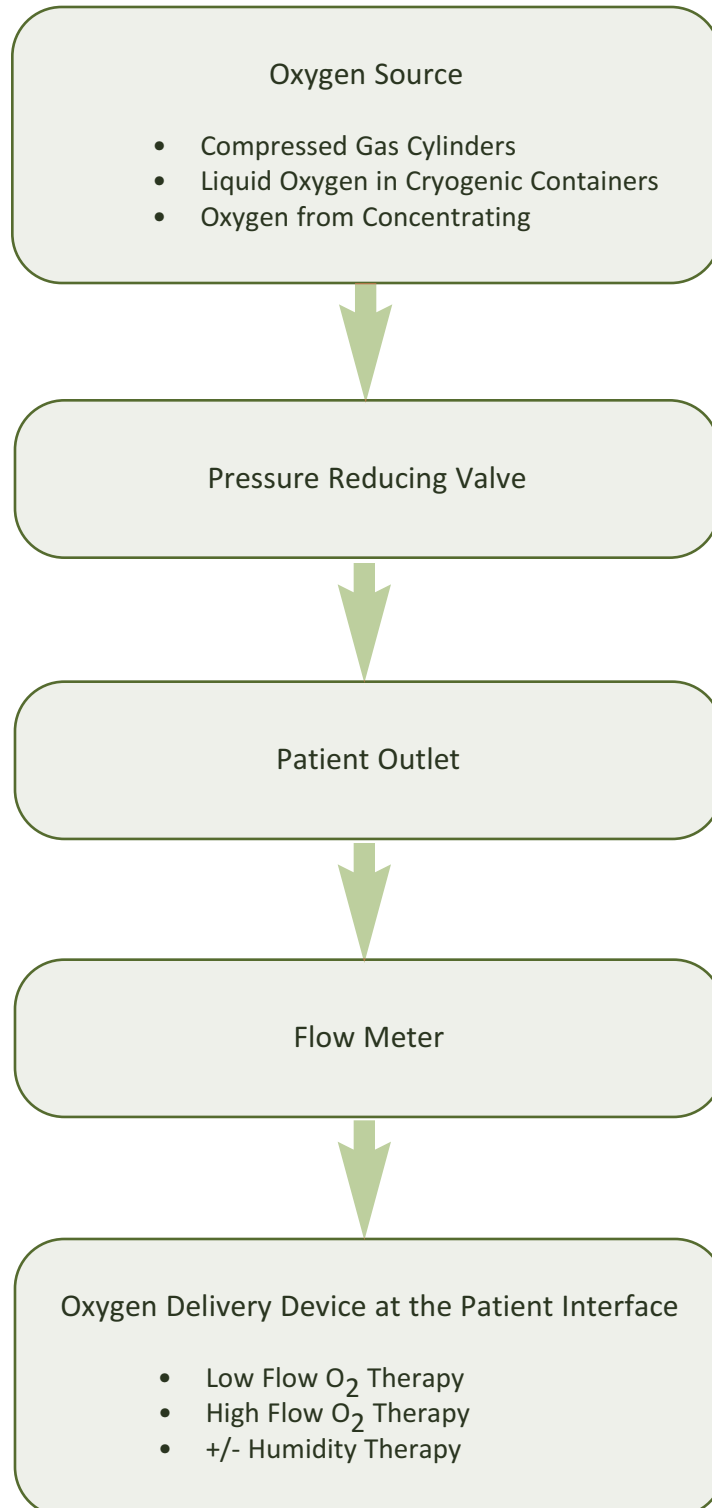 Oxygen Source
• Compressed Gas Cylinders
• Liquid Oxygen in Cryogenic Containers
• Oxygen from Concentrating
Pressure Reducing Valve
Patient Outlet
Flow Meter
Oxygen Delivery Device at the Patient Interface
• Low Flow O₂ Therapy
• High Flow O₂ Therapy
• +/- Humidity Therapy